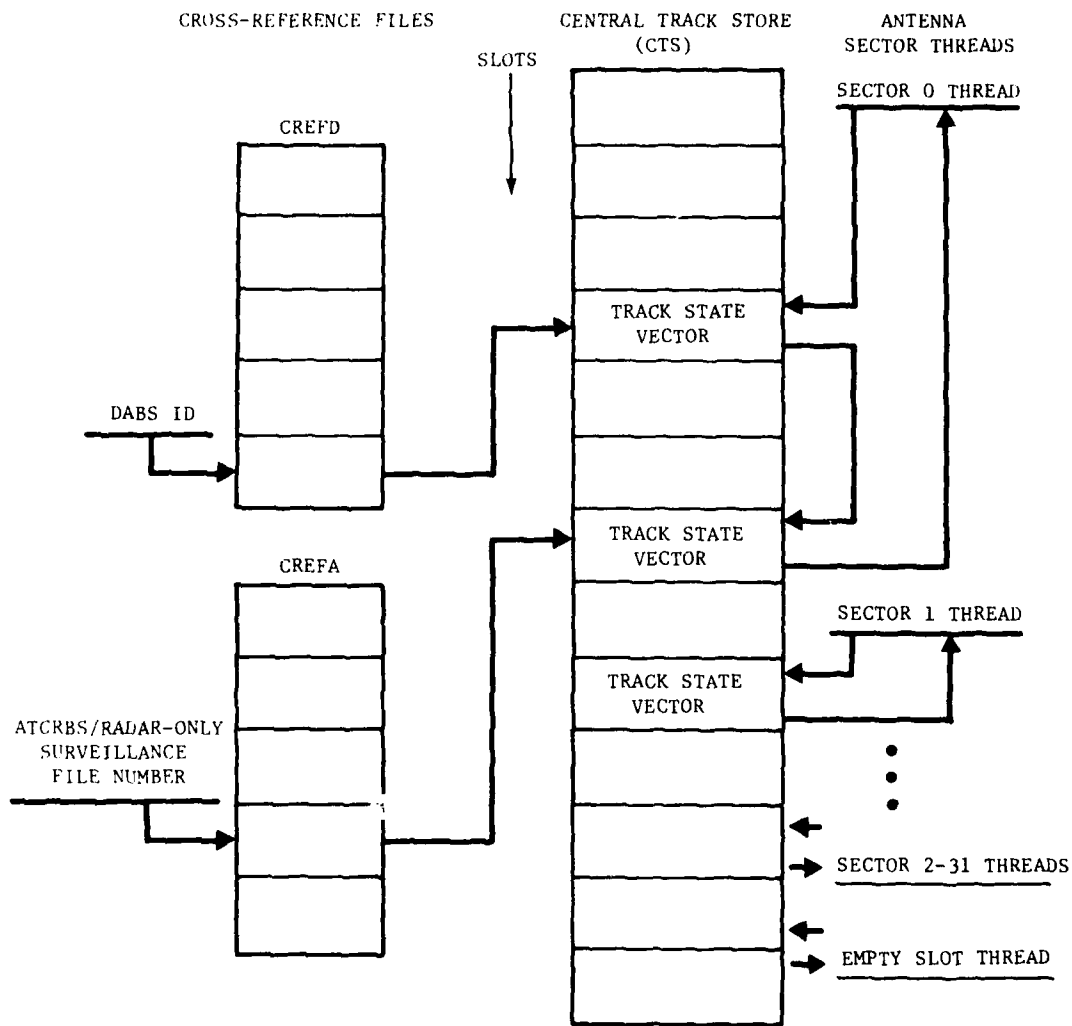 CROSS-REFERENCE FILES
CENTRAL TRACK STORE
(CTS)
ANTENNA
SECTOR THREADS
SLOTS
SECTOR 0 THREAD
CREFD
TRACK STATE
VECTOR
DABS ID
TRACK STATE
VECTOR
CREFA
SECTOR 1 THREAD
TRACK STATE
VECTOR
ATCRBS/RADAR-ONLY
SURVEILLANCE
FILE NUMBER
SECTOR 2-31 THREADS
EMPTY SLOT THREAD